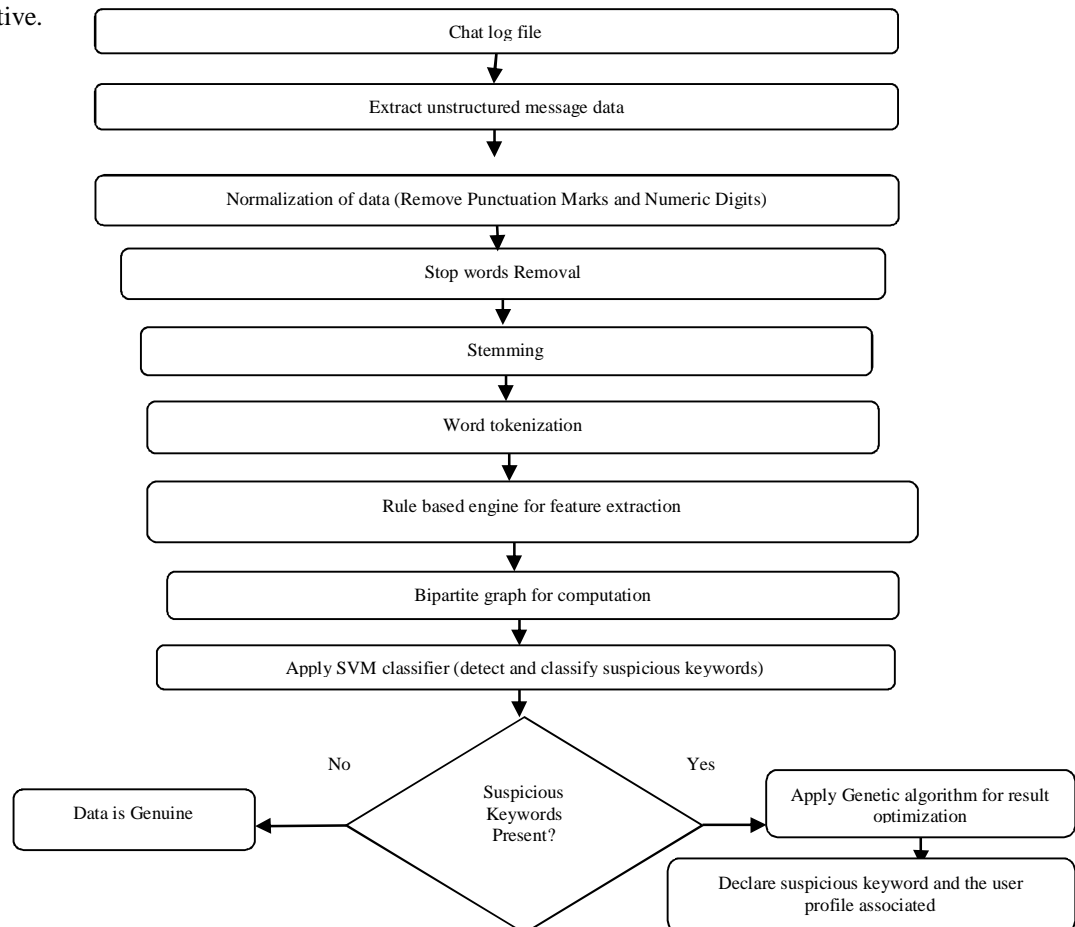 tive.
Chat log file
Extract unstructured message data
Normalization of data (Remove Punctuation Marks and Numeric Digits)
Stop words Removal
Stemming
Word tokenization
Rule based engine for feature extraction
Bipartite graph for computation
Apply SVM classifier (detect and classify suspicious keywords)
No
Yes
Suspicious
Keywords
Present?
Data is Genuine
Apply Genetic algorithm for result
optimization
Declare suspicious keyword and the user
profile associated